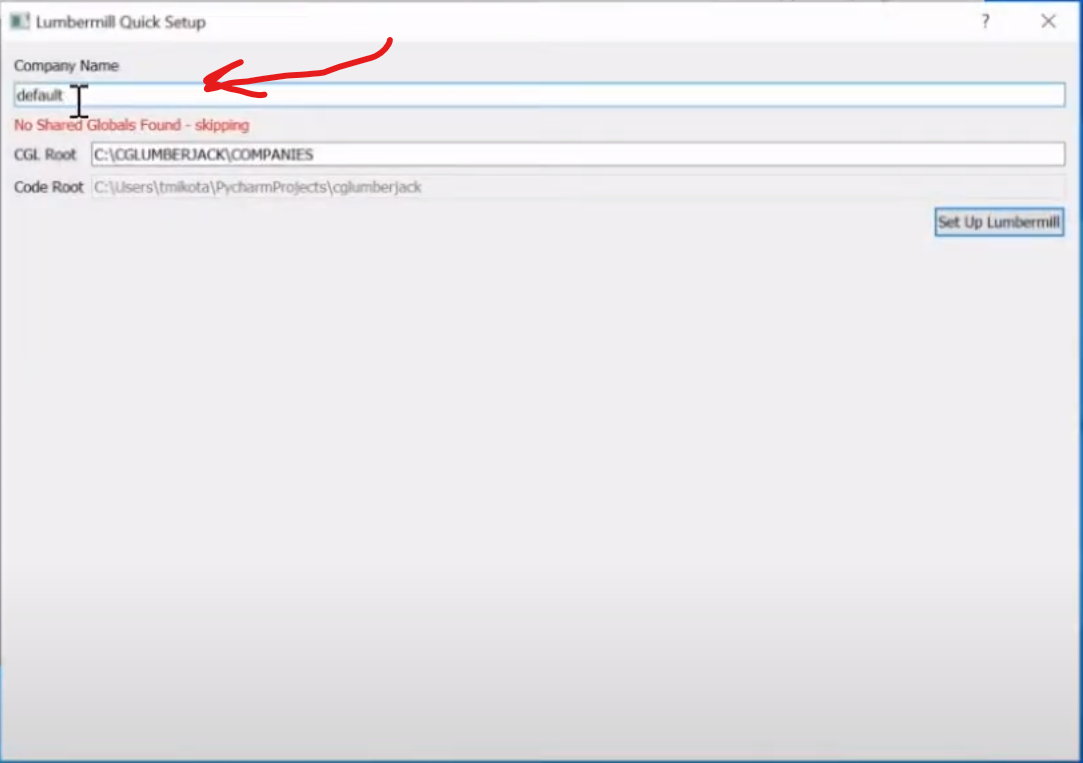 Lumbermill Quick Setup ?
Company Name
default
No Shared Globals Found - skipping
CGL Root C:\CGLUMBERJACK\COMPANIES
Code Root C:\Users\tmikota\PycharmProjects\cglumberjack
Set Up Lumbermill